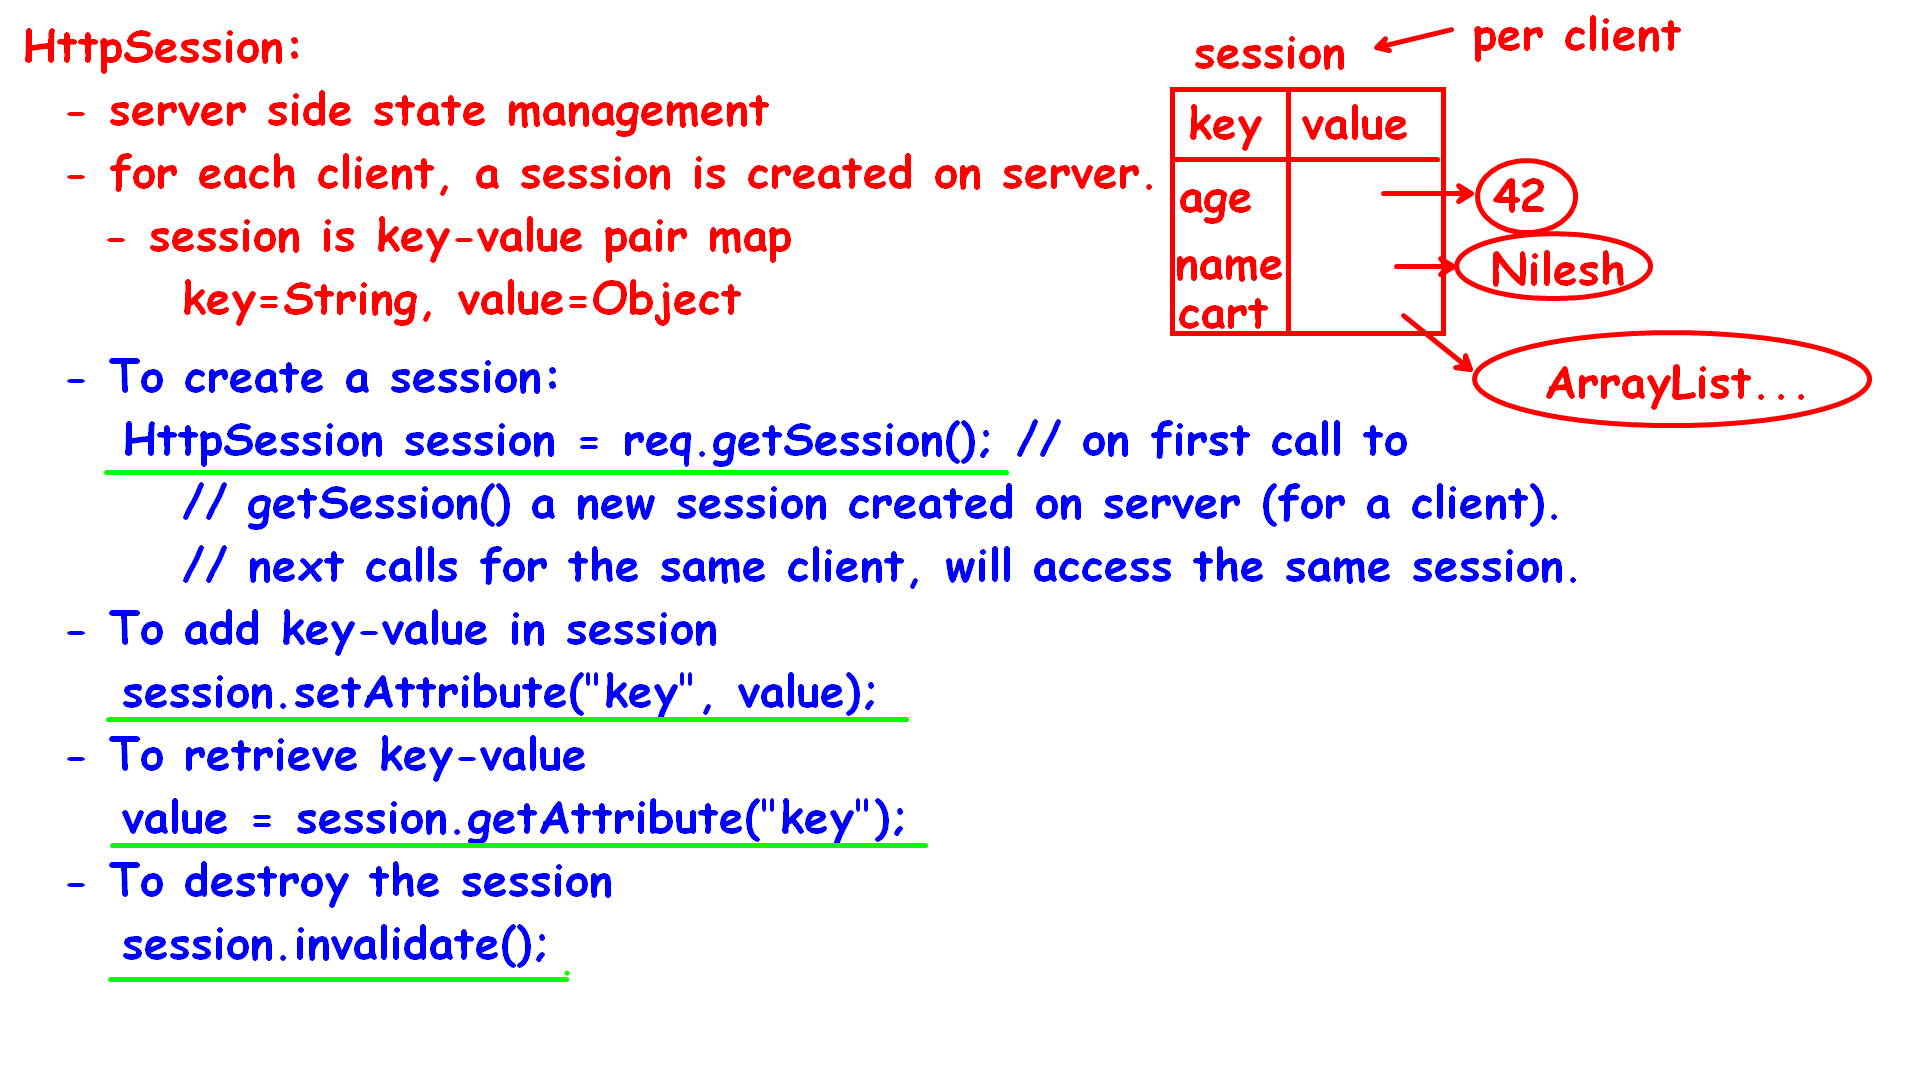 HttpSession:
- server side state management
- for each client, a session is created on server.
- session is key-value pair map
key=String, value=Object
- To create a session:
HttpSession session = req.getSession(); // on first call to
// getSession() a new session created on server (for a client).
// next calls for the same client, will access the same session.
- To add key-value in session
session.setAttribute("key", value);
- To retrieve key-value
value = session.getAttribute("key");
- To destroy the session
session.invalidate();
session
per client
key value
age 42
name Nilesh
cart ArrayList...